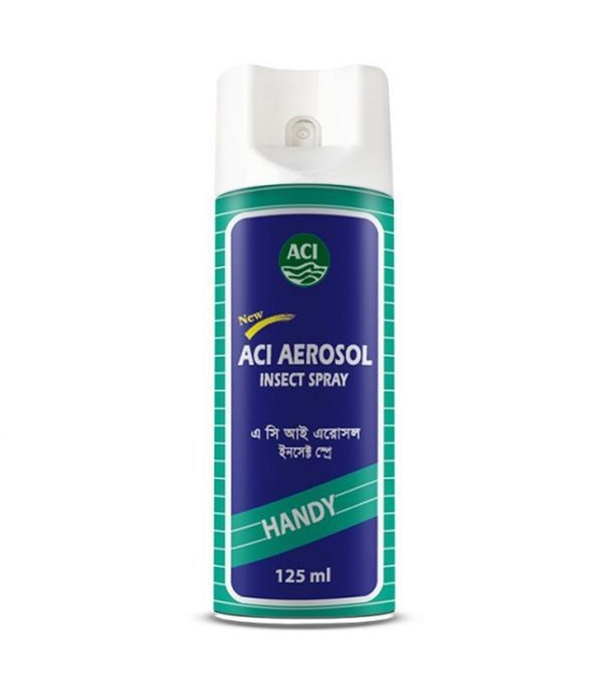 ACI
New
ACI AEROSOL
INSECT SPRAY
এ সি আই এরোসল
ইনসেক্ট স্প্রে
HANDY
125 ml